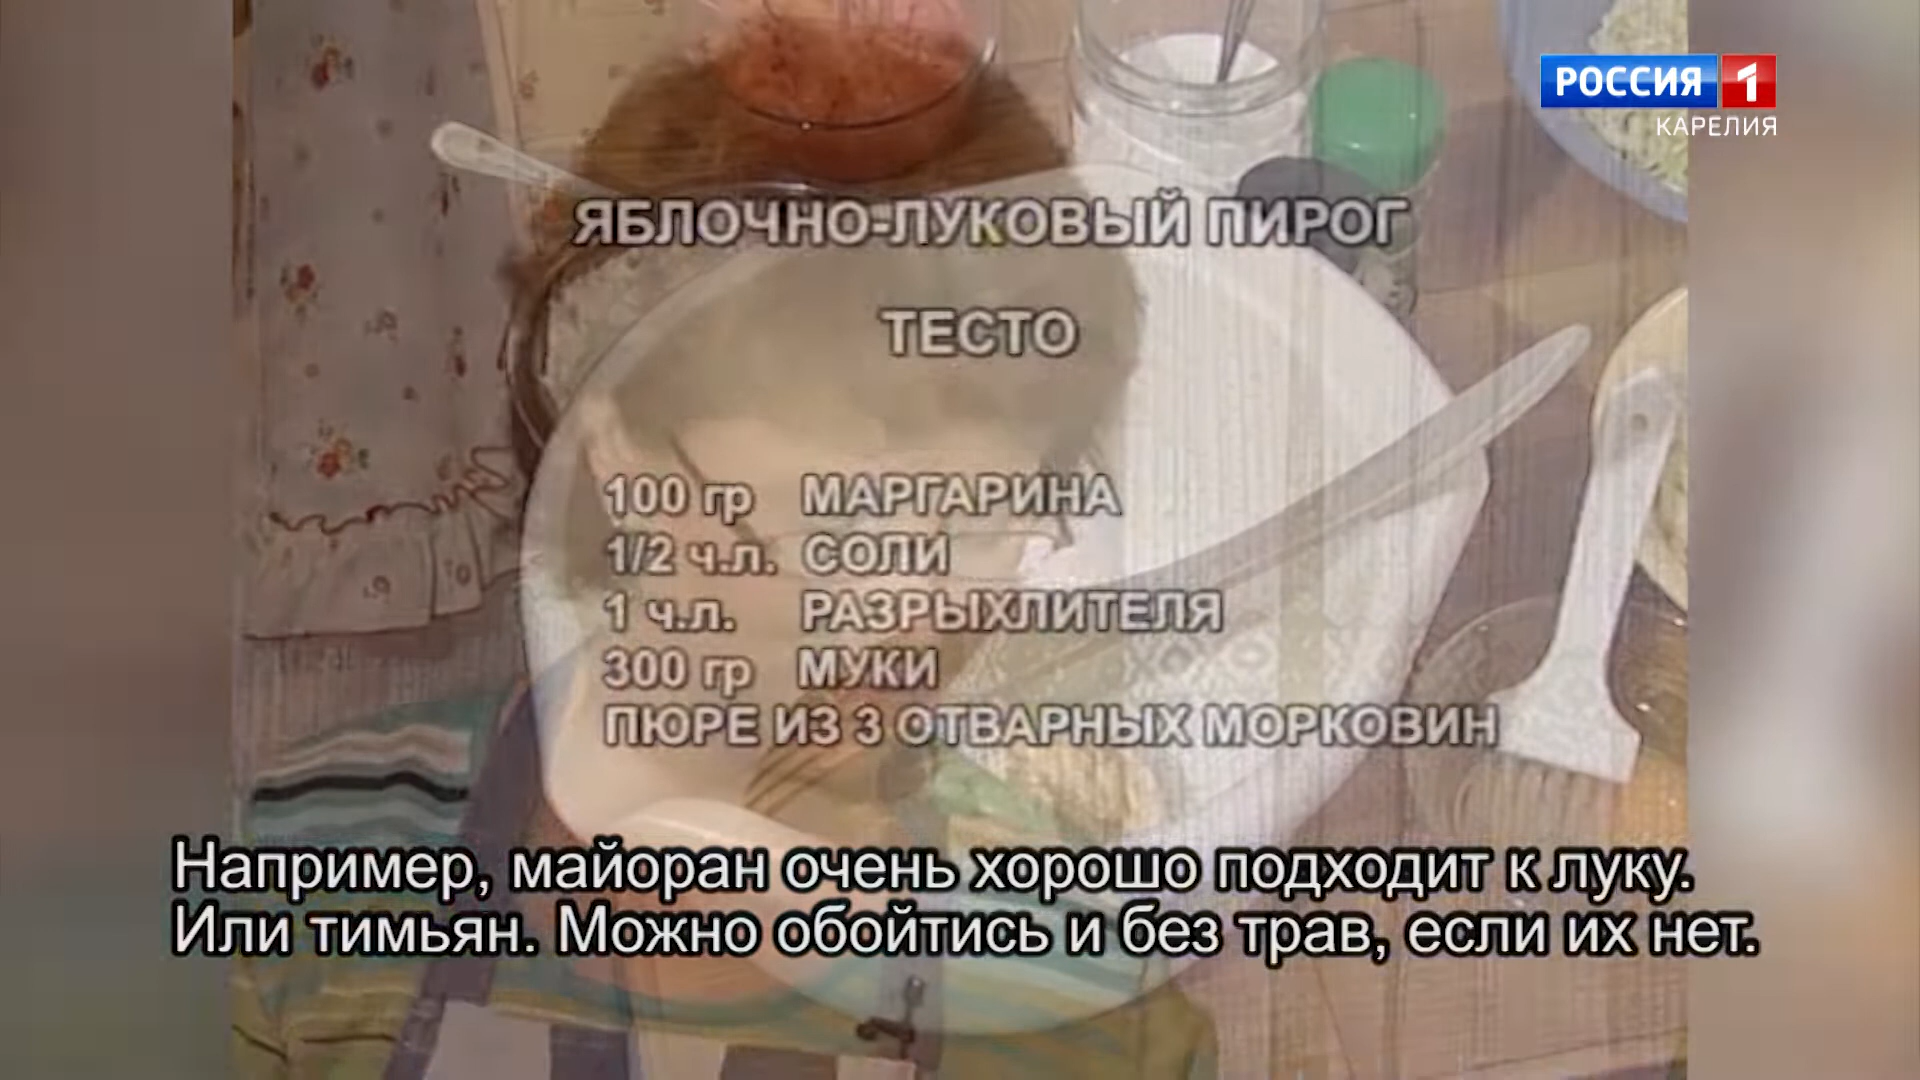 РОССИЯ 1
КАРЕЛИЯ
ЯБЛОЧНО-ЛУКОВЫЙ ПИРОГ
ТЕСТО
100 гр МАРГАРИНА
1/2 ч.л. СОЛИ
1 ч.л. РАЗРЫХЛИТЕЛЯ
300 гр МУКИ
ПЮРЕ ИЗ 3 ОТВАРНЫХ МОРКОВИН
Например, майоран очень хорошо подходит к луку.
Или тимьян. Можно обойтись и без трав, если их нет.